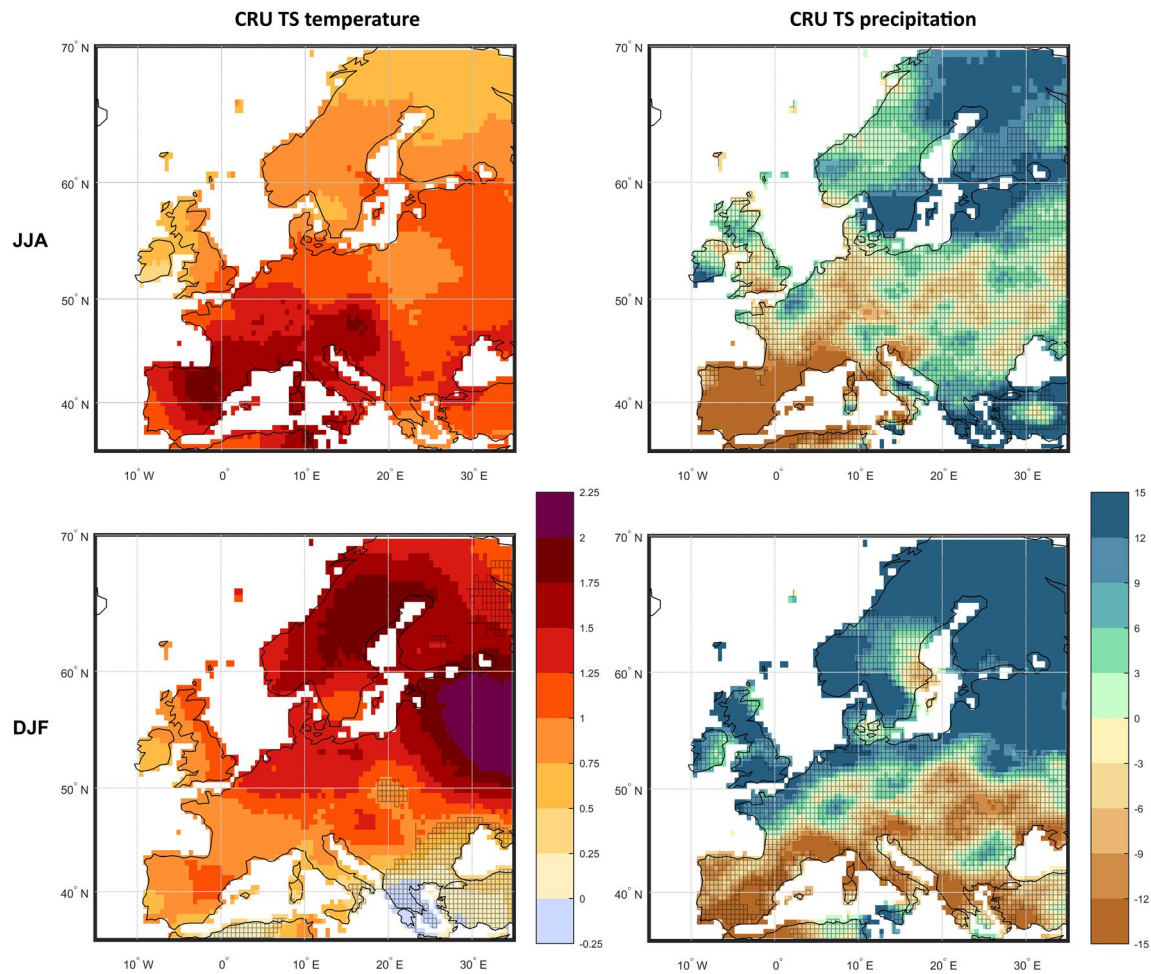 CRU TS temperature
CRU TS precipitation
JJA
70° N
60° N
50° N
40° N
10° W
0°
10° E
20° E
30° E
70° N
60° N
50° N
40° N
10° W
0°
10° E
20° E
30° E
DJF
70° N
60° N
50° N
40° N
10° W
0°
10° E
20° E
30° E
2.25
2
1.75
1.5
1.25
1
0.75
0.5
0.25
0
-0.25
70° N
60° N
50° N
40° N
10° W
0°
10° E
20° E
30° E
15
12
9
6
3
0
-3
-6
-9
-12
-15